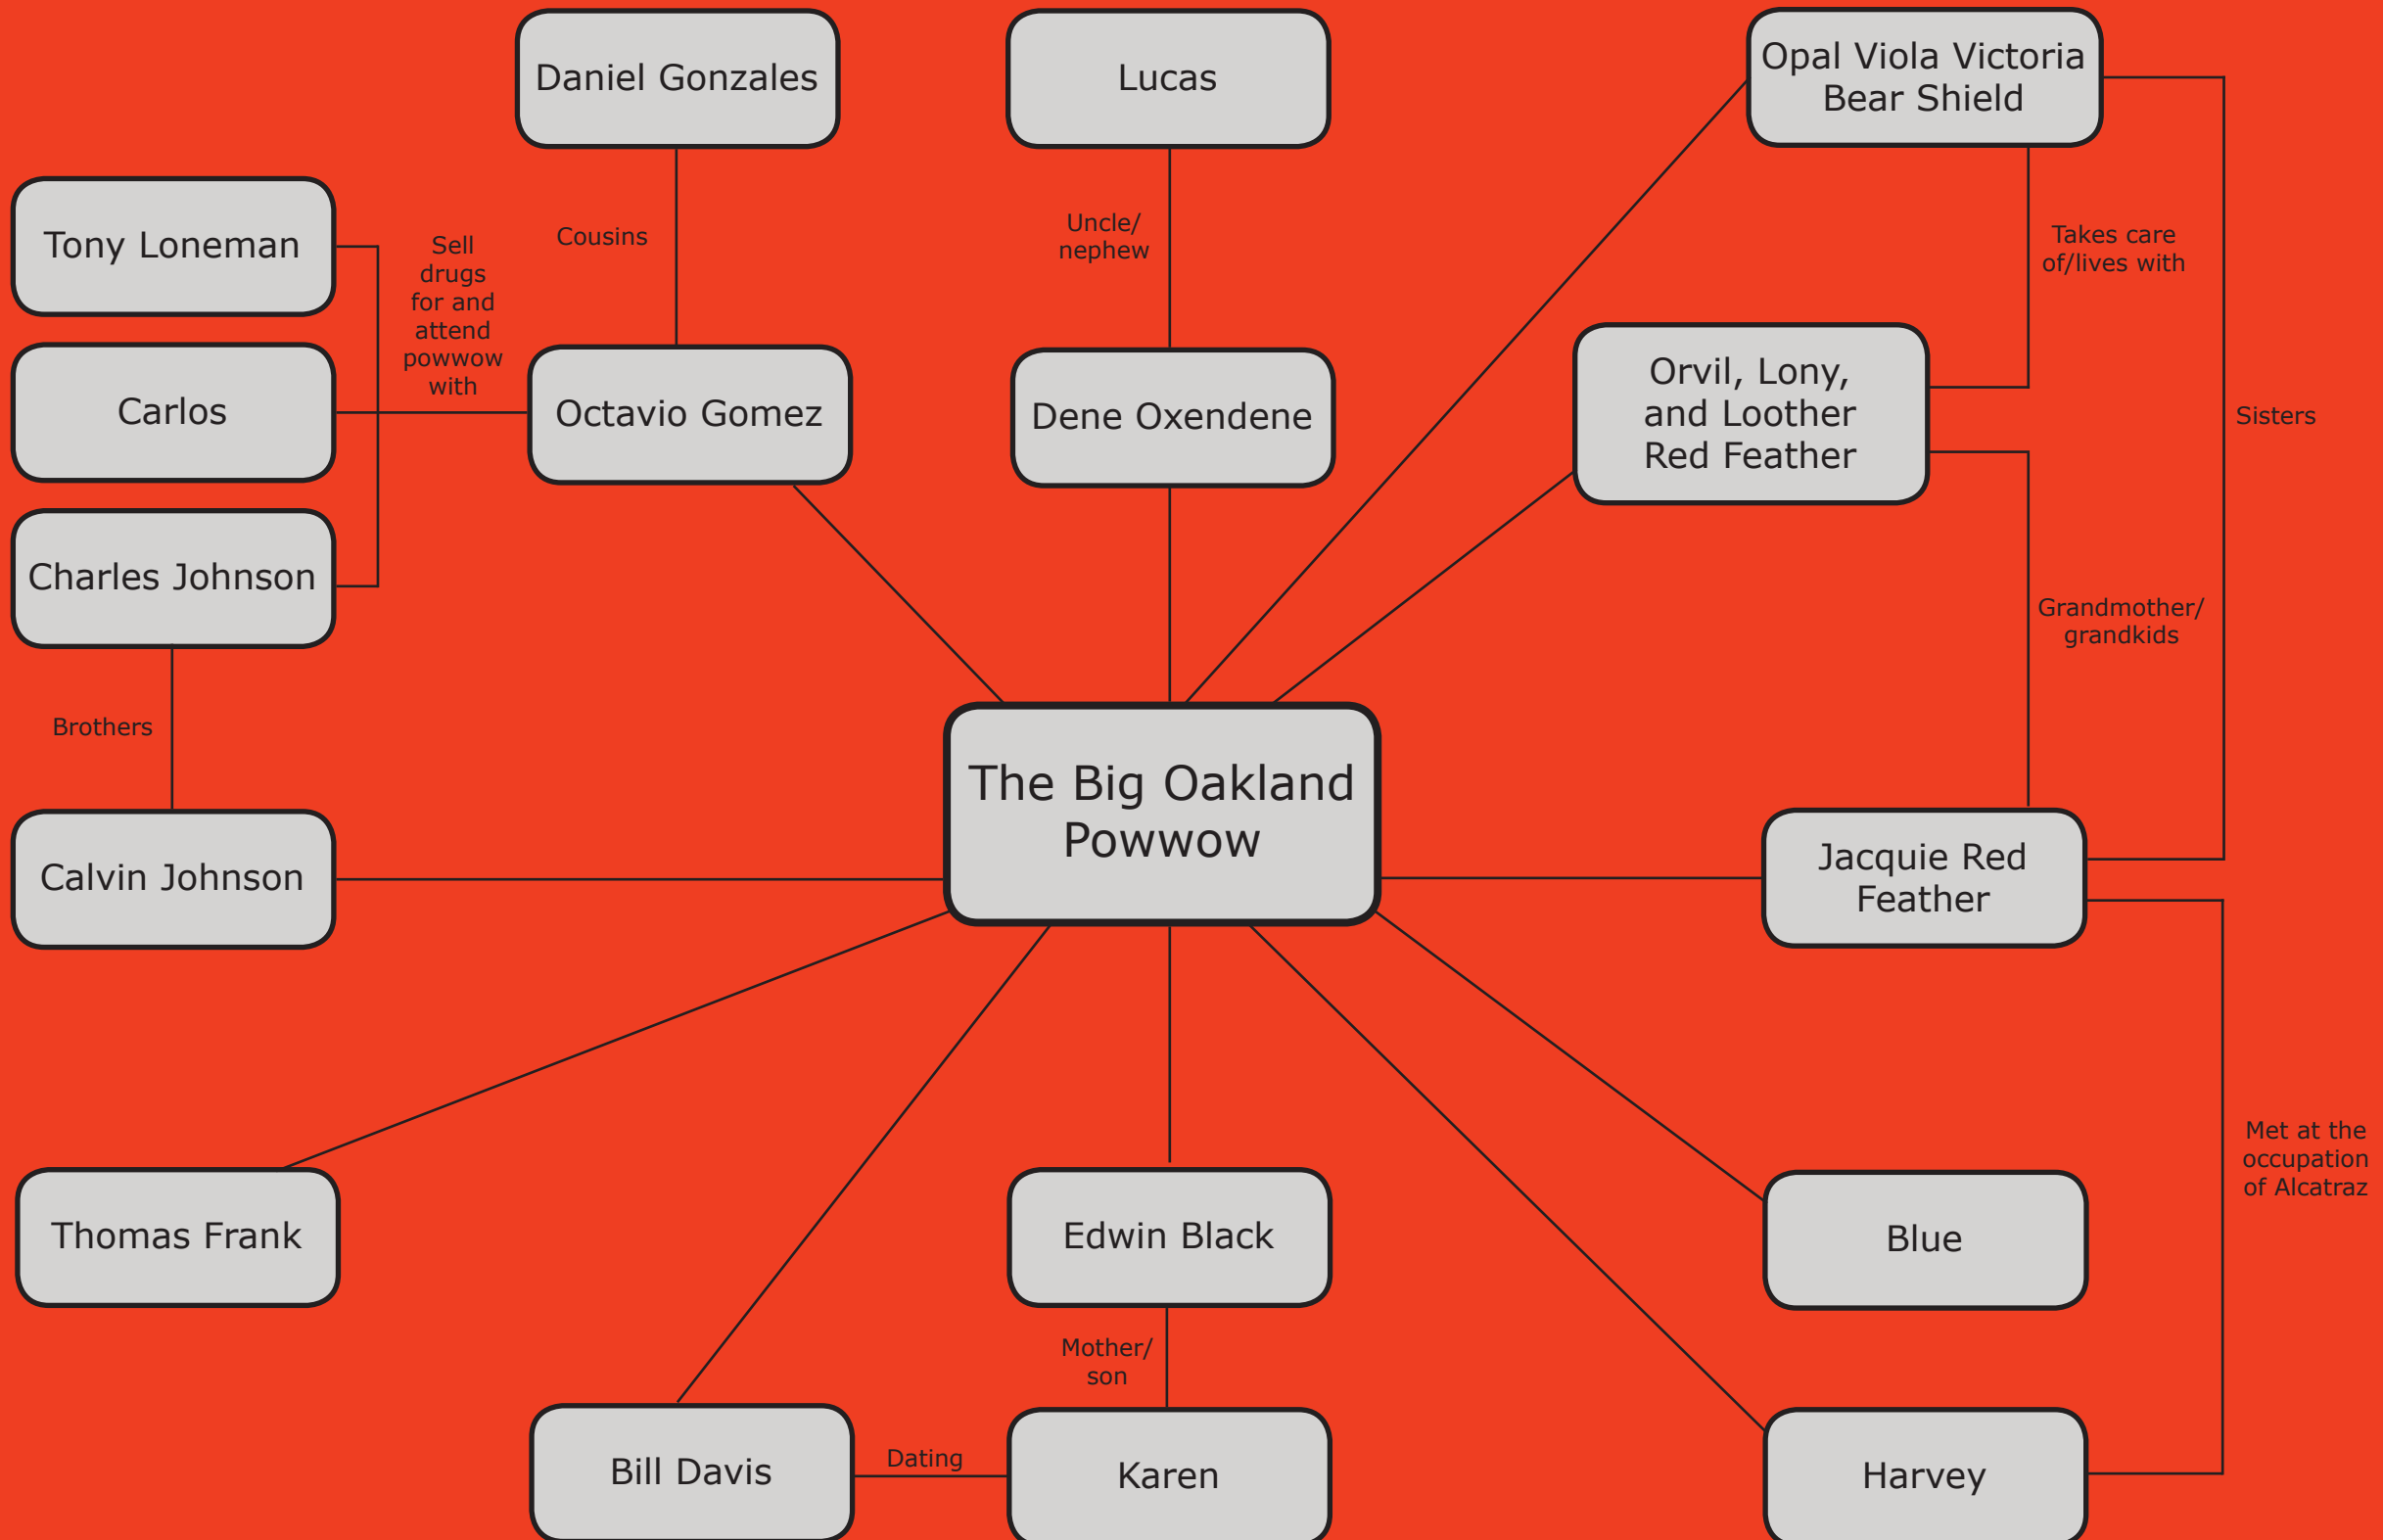 Daniel Gonzales
Lucas
Opal Viola Victoria
Bear Shield
Tony Loneman
Sell
drugs
for and
attend
powwow
with
Cousins
Uncle/
nephew
Takes care
of/lives with
Carlos
Octavio Gomez
Dene Oxendene
Orvil, Lony,
and Loother
Red Feather
Sisters
Charles Johnson
Grandmother/
grandkids
Brothers
The Big Oakland
Powwow
Calvin Johnson
Jacquie Red
Feather
Met at the
occupation
of Alcatraz
Thomas Frank
Edwin Black
Blue
Mother/
son
Bill Davis
Dating
Karen
Harvey